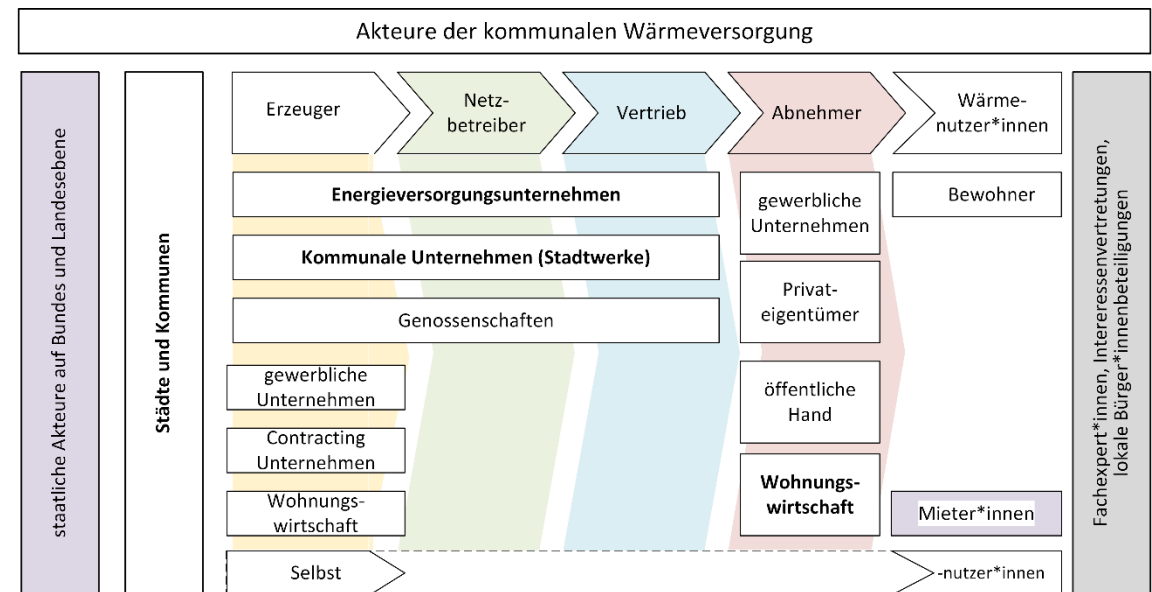 Akteure der kommunalen Wärmeversorgung
staatliche Akteure auf Bundes und Landesebene
Städte und Kommunen
Erzeuger
Netz-
betreiber
Vertrieb
Abnehmer
Wärme-
nutzer*innen
Energieversorgungsunternehmen
Kommunale Unternehmen (Stadtwerke)
Genossenschaften
gewerbliche
Unternehmen
Contracting
Unternehmen
Wohnungs-
wirtschaft
gewerbliche
Unternehmen
Privat-
eigentümer
öffentliche
Hand
Wohnungs-
wirtschaft
Bewohner
Mieter*innen
Selbst
-nutzer*innen
Fachexpert*innen, Intereressenvertretungen,
lokale Bürger*innenbeteiligungen